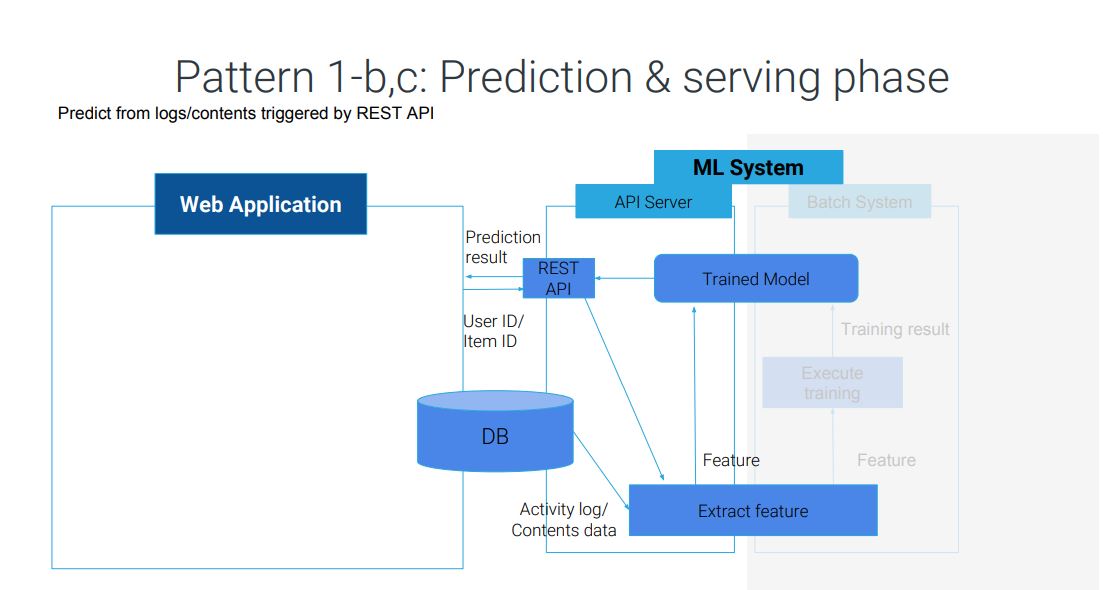 Pattern 1-b,c: Prediction & serving phase
Predict from logs/contents triggered by REST API
ML System
Web Application
API Server
Batch System
Prediction
result
REST
API
Trained Model
User ID/
Item ID
Training result
Execute
training
DB
Feature
Feature
Activity log/
Contents data
Extract feature